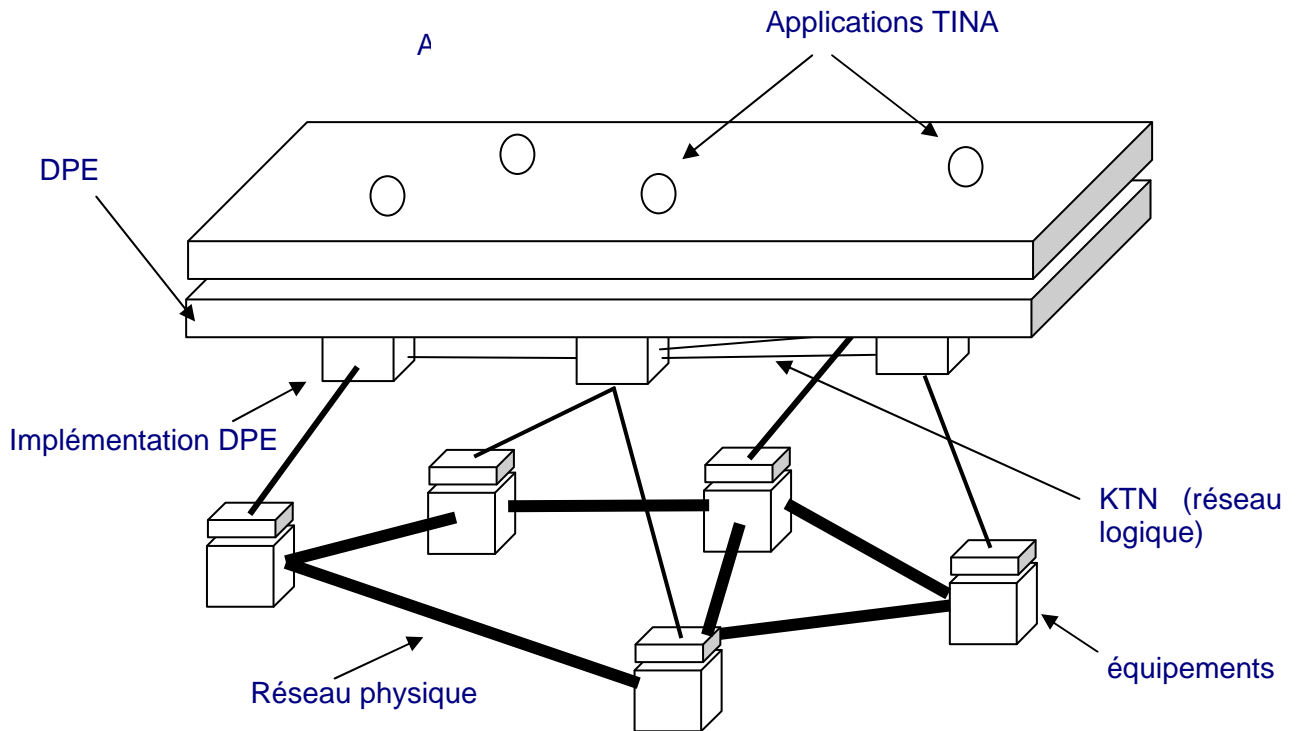 Applications TINA
A
DPE
Implémentation DPE
KTN (réseau
logique)
équipements
Réseau physique